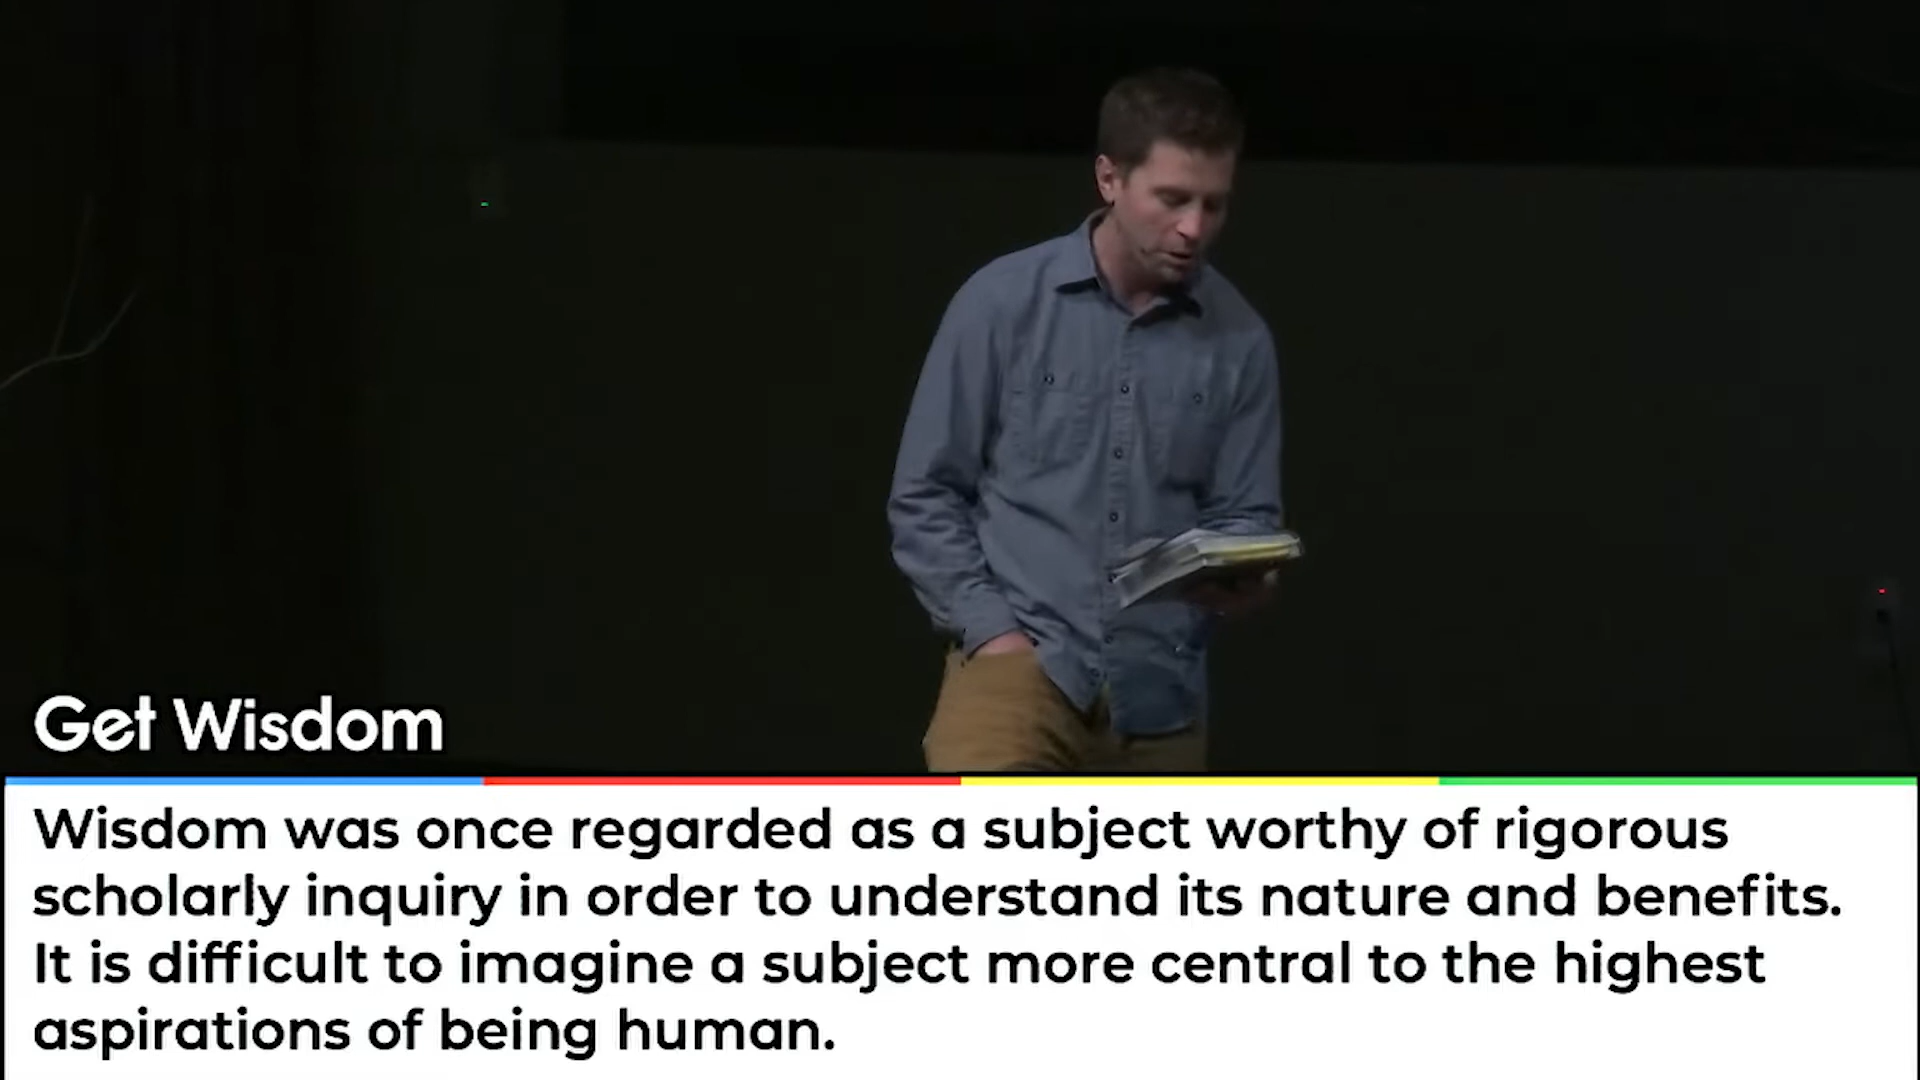 Get Wisdom
Wisdom was once regarded as a subject worthy of rigorous
scholarly inquiry in order to understand its nature and benefits.
It is difficult to imagine a subject more central to the highest
aspirations of being human.